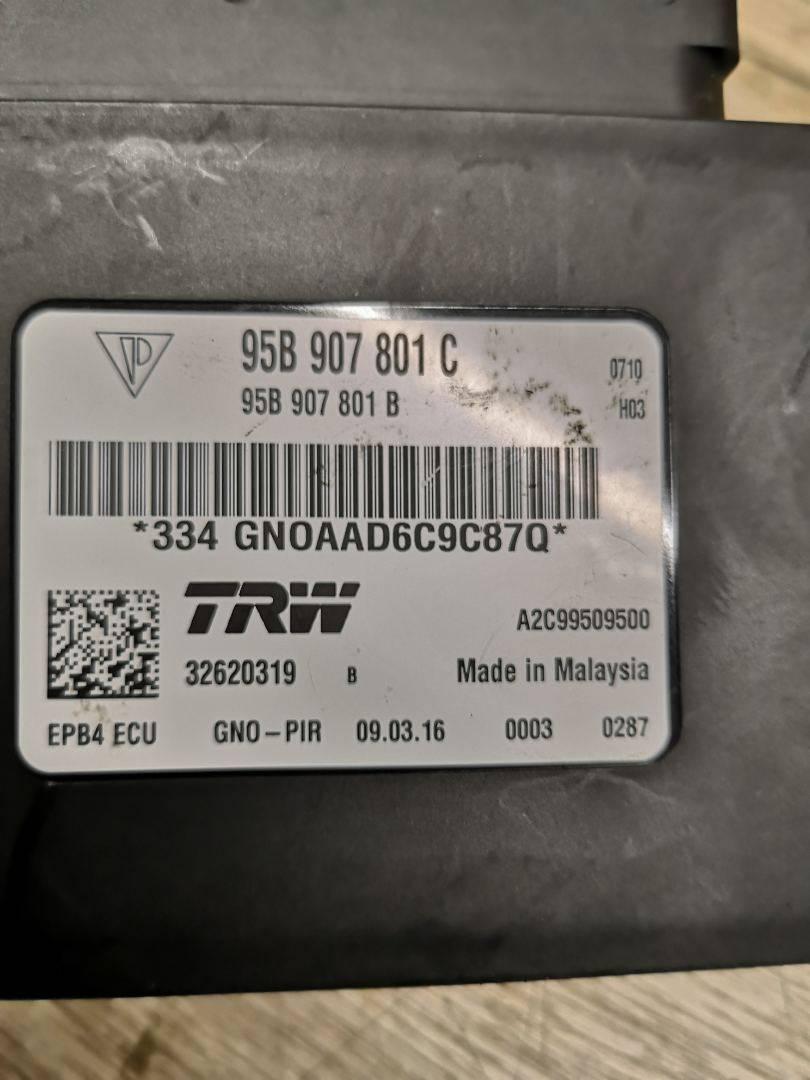 95B 907 801 C
0710
95B 907 801 B
H03
*334 GNOAAD6C9C87Q*
TRW
A2C99509500
32620319 B Made in Malaysia
EPB4 ECU GNO-PIR 09.03.16 0003 0287